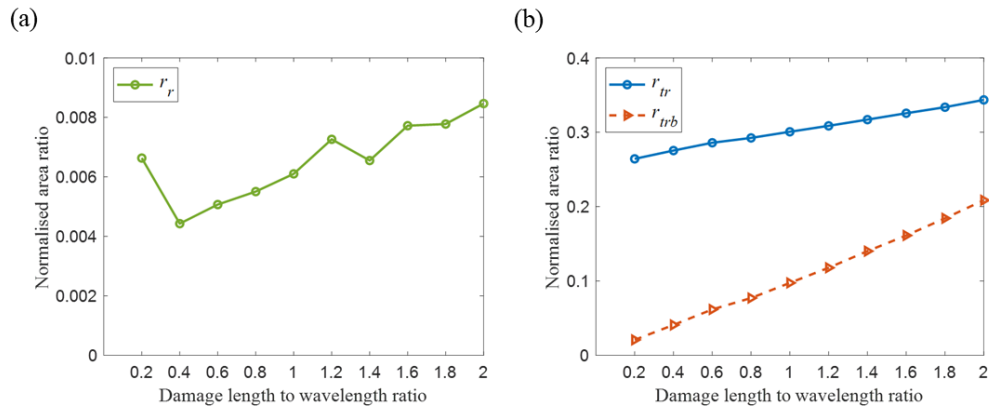 (a)
(b)
0.01
0.008
0.006
0.004
0.002
0
0.2 0.4 0.6 0.8 1 1.2 1.4 1.6 1.8 2
Damage length to wavelength ratio
Normalised area ratio
r_r
0.4
0.3
0.2
0.1
0
0.2 0.4 0.6 0.8 1 1.2 1.4 1.6 1.8 2
Damage length to wavelength ratio
Normalised area ratio
r_tr
r_trb